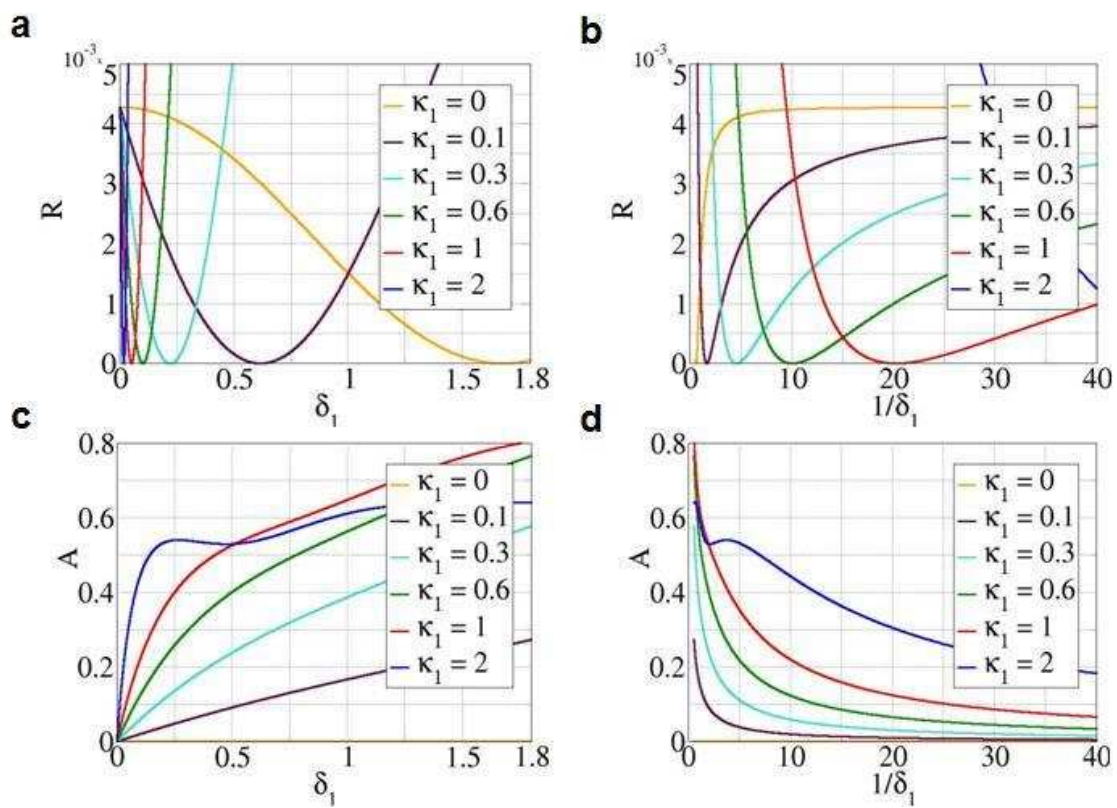 a
10⁻³x
5
4
3
2
1
0
R
κ₁ = 0
κ₁ = 0.1
κ₁ = 0.3
κ₁ = 0.6
κ₁ = 1
κ₁ = 2
0 0.5 1 1.5 1.8
δ₁
b
10⁻³x
5
4
3
2
1
0
R
κ₁ = 0
κ₁ = 0.1
κ₁ = 0.3
κ₁ = 0.6
κ₁ = 1
κ₁ = 2
0 10 20 30 40
1/δ₁
c
0.8
0.6
0.4
0.2
0
A
κ₁ = 0
κ₁ = 0.1
κ₁ = 0.3
κ₁ = 0.6
κ₁ = 1
κ₁ = 2
0 0.5 1 1.5 1.8
δ₁
d
0.8
0.6
0.4
0.2
0
A
κ₁ = 0
κ₁ = 0.1
κ₁ = 0.3
κ₁ = 0.6
κ₁ = 1
κ₁ = 2
0 10 20 30 40
1/δ₁